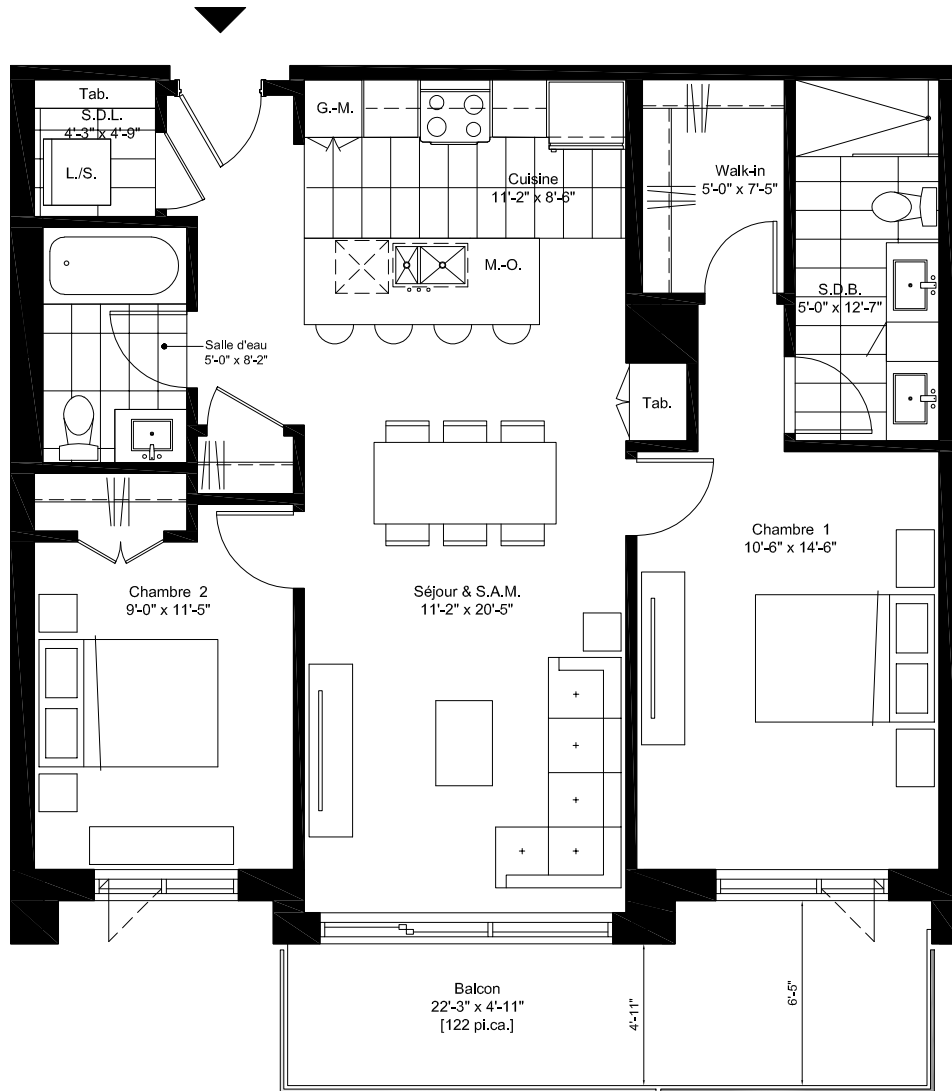 Tab.
S.D.L.
4'-3" x 4'-9"
L./S.
G.-M.
Cuisine
11'-2" x 8'-6"
Walk-in
5'-0" x 7'-5"
M.-O.
S.D.B.
5'-0" x 12'-7"
Salle d'eau
5'-0" x 8'-2"
Tab.
Chambre 1
10'-6" x 14'-6"
Chambre 2
9'-0" x 11'-5"
Séjour & S.A.M.
11'-2" x 20'-5"
Balcon
22'-3" x 4'-11"
[122 pi.ca.]
4'-11"
6'-5"